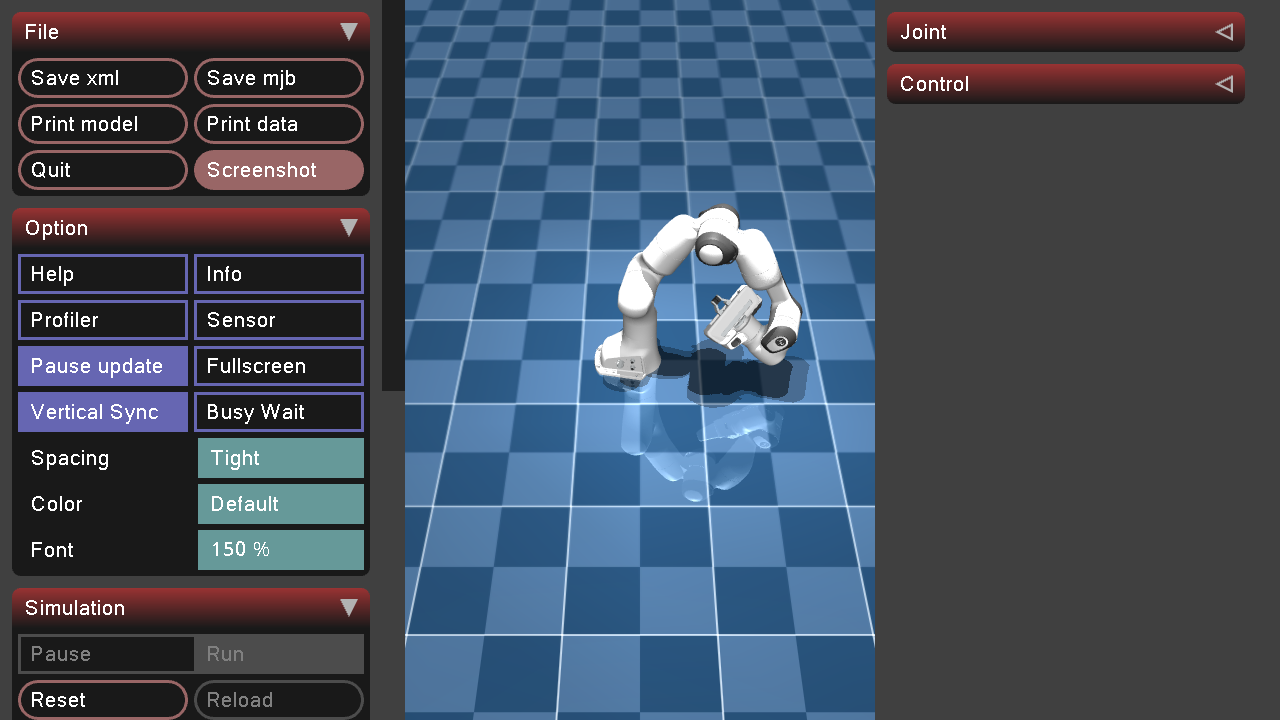 File
Save xml Save mjb
Print model Print data
Quit Screenshot
Option
Help Info
Profiler Sensor
Pause update Fullscreen
Vertical Sync Busy Wait
Spacing Tight
Color Default
Font 150 %
Simulation
Pause Run
Reset Reload
Joint
Control